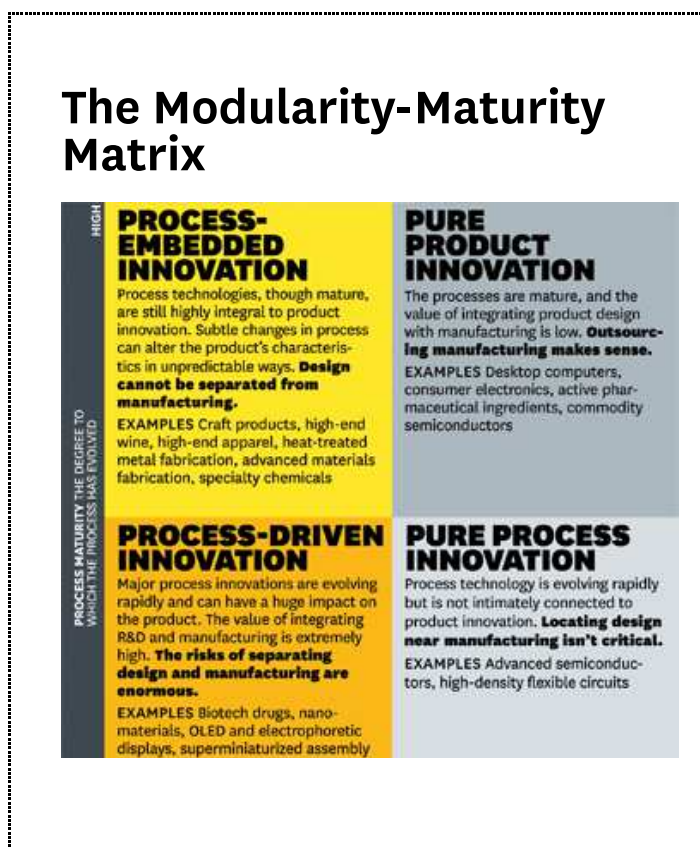 The Modularity-Maturity
Matrix
HIGH
PROCESS MATURITY THE DEGREE TO
WHICH THE PROCESS HAS EVOLVED
PROCESS-
EMBEDDED
INNOVATION
Process technologies, though mature,
are still highly integral to product
innovation. Subtle changes in process
can alter the product's characteris-
tics in unpredictable ways. Design
cannot be separated from
manufacturing.
EXAMPLES Craft products, high-end
wine, high-end apparel, heat-treated
metal fabrication, advanced materials
fabrication, specialty chemicals
PURE
PRODUCT
INNOVATION
The processes are mature, and the
value of integrating product design
with manufacturing is low. Outsourc-
ing manufacturing makes sense.
EXAMPLES Desktop computers,
consumer electronics, active phar-
maceutical ingredients, commodity
semiconductors
PROCESS-DRIVEN
INNOVATION
Major process innovations are evolving
rapidly and can have a huge impact on
the product. The value of integrating
R&D and manufacturing is extremely
high. The risks of separating
design and manufacturing are
enormous.
EXAMPLES Biotech drugs, nano-
materials, OLED and electrophoretic
displays, superminiaturized assembly
PURE PROCESS
INNOVATION
Process technology is evolving rapidly
but is not intimately connected to
product innovation. Locating design
near manufacturing isn't critical.
EXAMPLES Advanced semiconduc-
tors, high-density flexible circuits